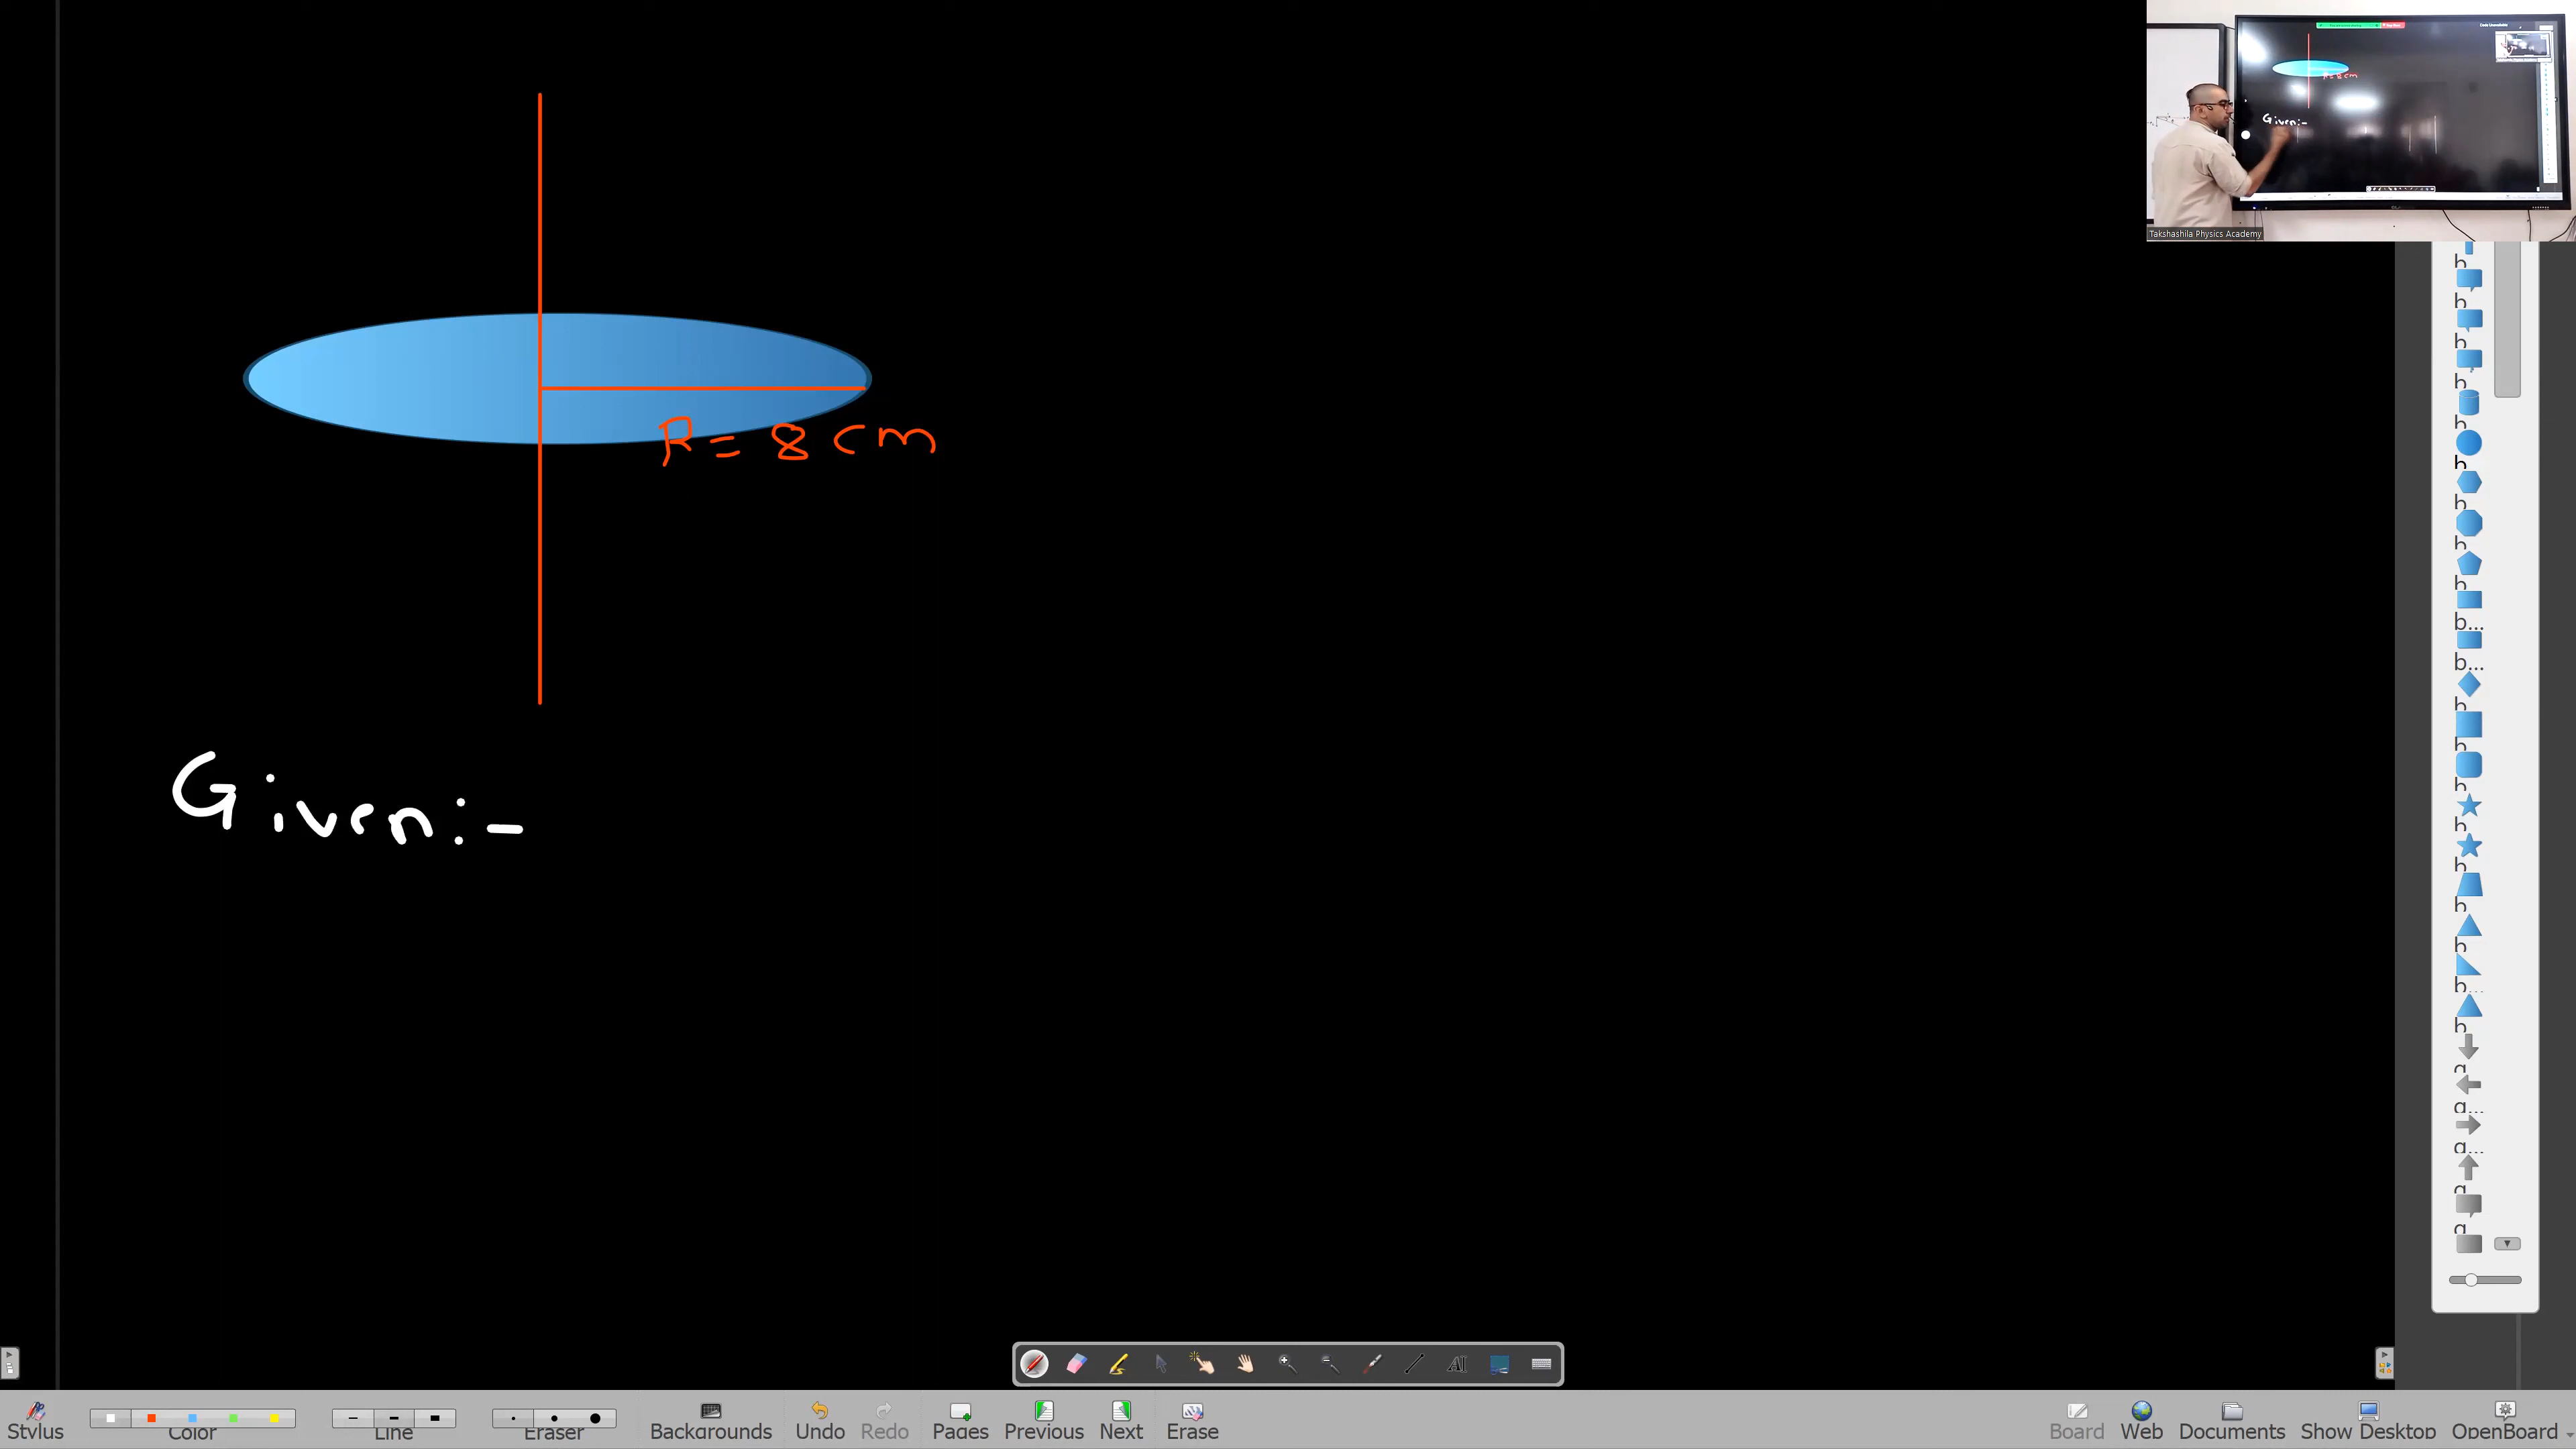 R = 8 cm
Given:-
Takshashila Physics Academy
b
b
b
b
b
b
b
b
b
b...
b...
b
b
b
b
b
b
b
b...
b
a
a...
a...
a
a
Stylus
Color
Line
Eraser
Backgrounds
Undo
Redo
Pages
Previous
Next
Erase
Board
Web
Documents
Show Desktop
OpenBoard